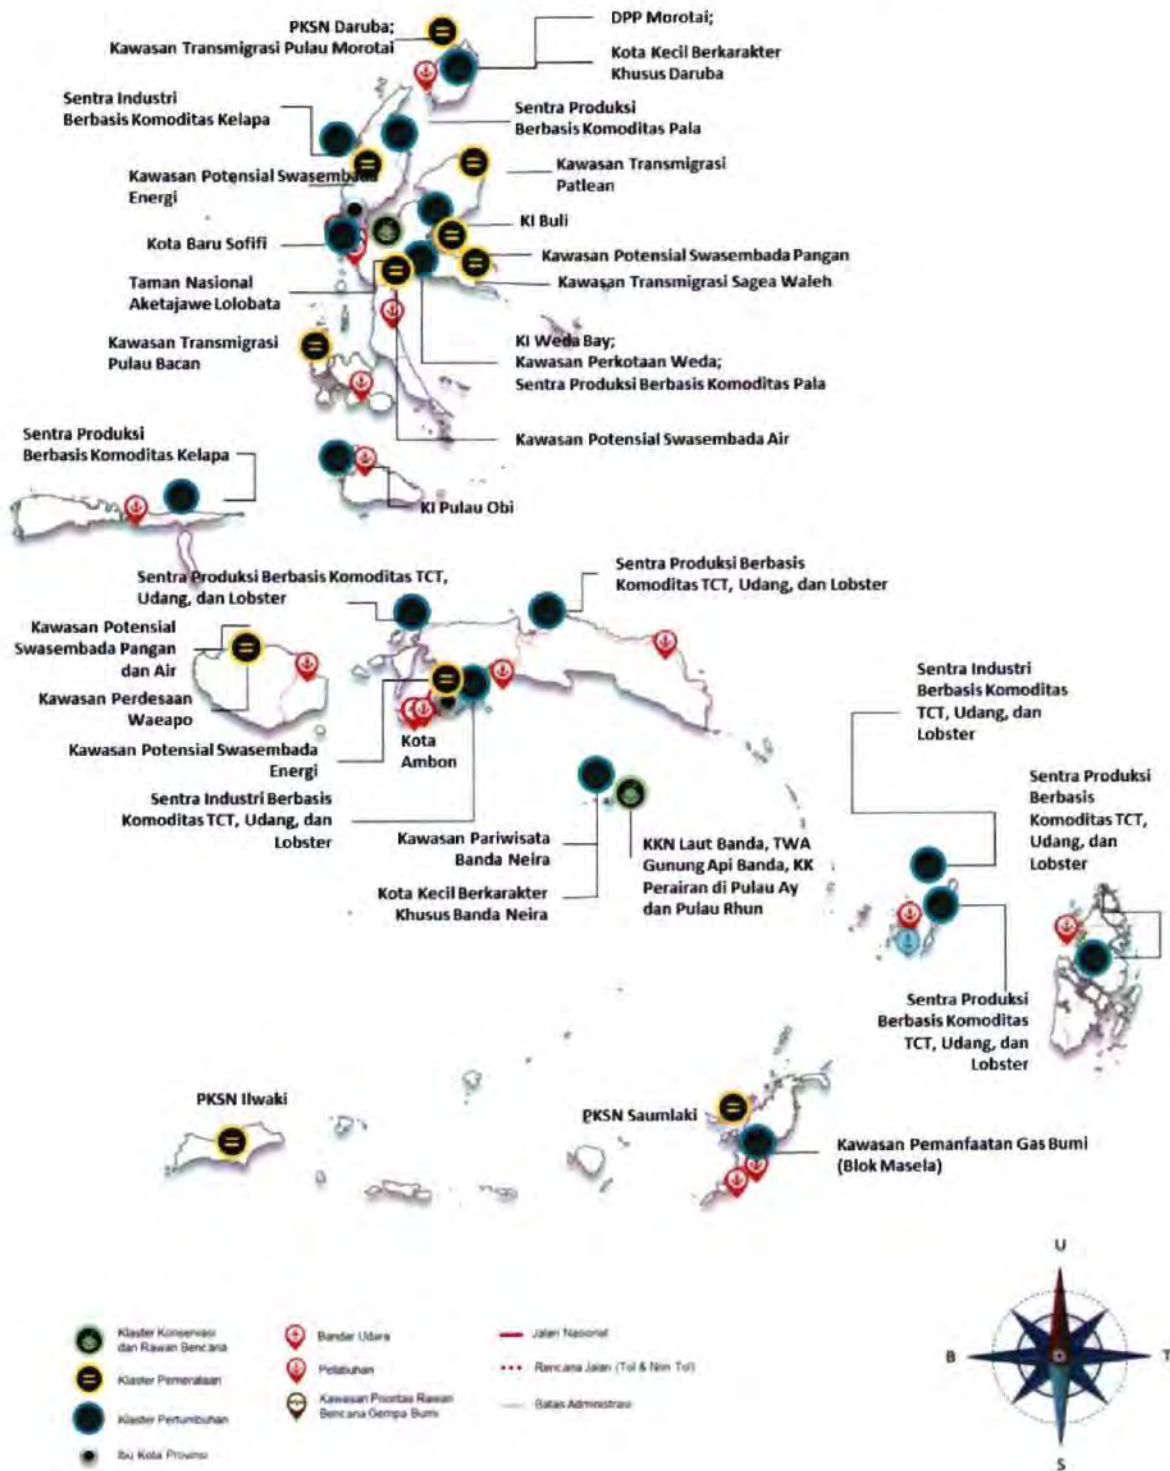 PKSN Daruba;
Kawasan Transmigrasi Pulau Morotai
DPP Morotai;
Kota Kecil Berkarakter
Khusus Daruba
Sentra Industri
Berbasis Komoditas Kelapa
Sentra Produksi
Berbasis Komoditas Pala
Kawasan Potensial Swasembada
Energi
Kawasan Transmigrasi
Patlean
KI Buli
Kota Baru Sofifi
Kawasan Potensial Swasembada Pangan
Taman Nasional
Aketajawe Lolobata
Kawasan Transmigrasi Sagea Waleh
Kawasan Transmigrasi
Pulau Bacan
KI Weda Bay;
Kawasan Perkotaan Weda;
Sentra Produksi Berbasis Komoditas Pala
Kawasan Potensial Swasembada Air
Sentra Produksi
Berbasis Komoditas Kelapa
KI Pulau Obi
Sentra Produksi Berbasis Komoditas TCT,
Udang, dan Lobster
Sentra Produksi Berbasis
Komoditas TCT, Udang, dan Lobster
Kawasan Potensial
Swasembada Pangan
dan Air
Kawasan Perdesaan
Waeapo
Kawasan Potensial Swasembada
Energi
Kota
Ambon
Sentra Industri Berbasis
Komoditas TCT, Udang, dan
Lobster
Sentra Industri
Berbasis Komoditas
TCT, Udang, dan
Lobster
Sentra Produksi
Berbasis
Komoditas TCT,
Udang, dan
Lobster
Kawasan Pariwisata
Banda Neira
Kota Kecil Berkarakter
Khusus Banda Neira
KKN Laut Banda, TWA
Gunung Api Banda, KK
Perairan di Pulau Ay
dan Pulau Rhun
Sentra Produksi
Berbasis Komoditas
TCT, Udang, dan
Lobster
PKSN Ilwaki
PKSN Saumlaki
Kawasan Pemanfaatan Gas Bumi
(Blok Masela)
U
B
T
S
Klaster Konservasi
dan Rawan Bencana
Klaster Pemerataan
Klaster Pertumbuhan
Ibu Kota Provinsi
Bandar Udara
Pelabuhan
Kawasan Prioritas Rawan
Bencana Gempa Bumi
Jalan Nasional
Rencana Jalan (Tol & Non Tol)
Batas Administrasi